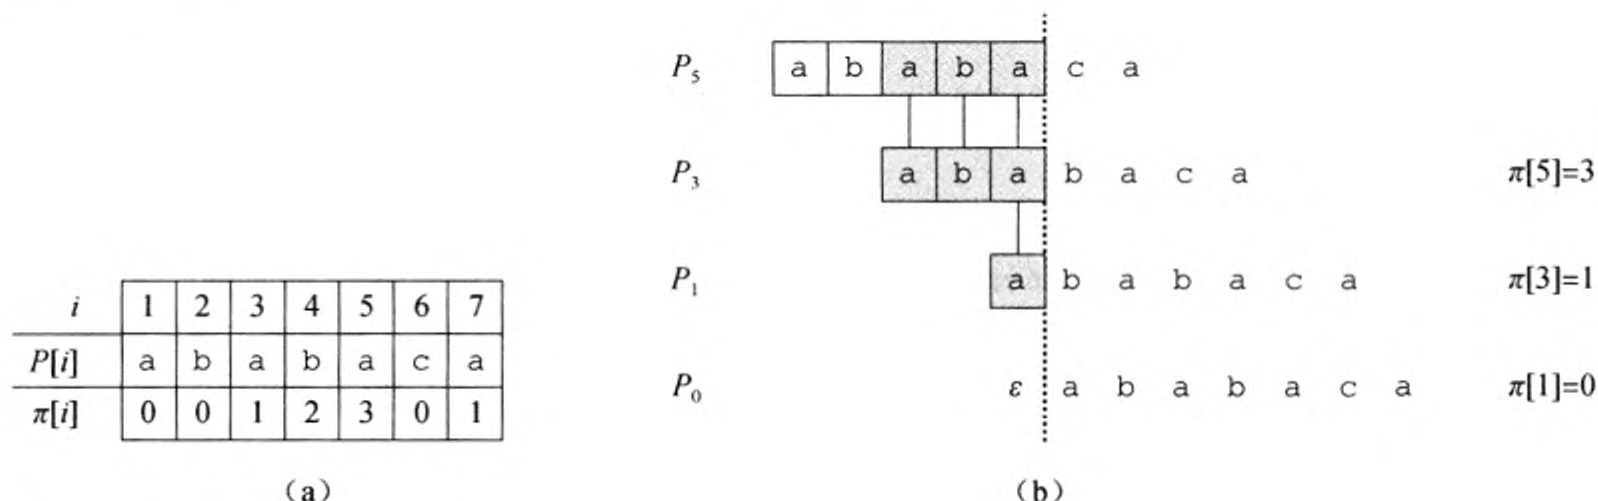 i 1 2 3 4 5 6 7
P[i] a b a b a c a
π[i] 0 0 1 2 3 0 1
(a)
P₅ a b a b a c a
P₃ a b a b a c a π[5]=3
P₁ a b a b a c a π[3]=1
P₀ ε a b a b a c a π[1]=0
(b)